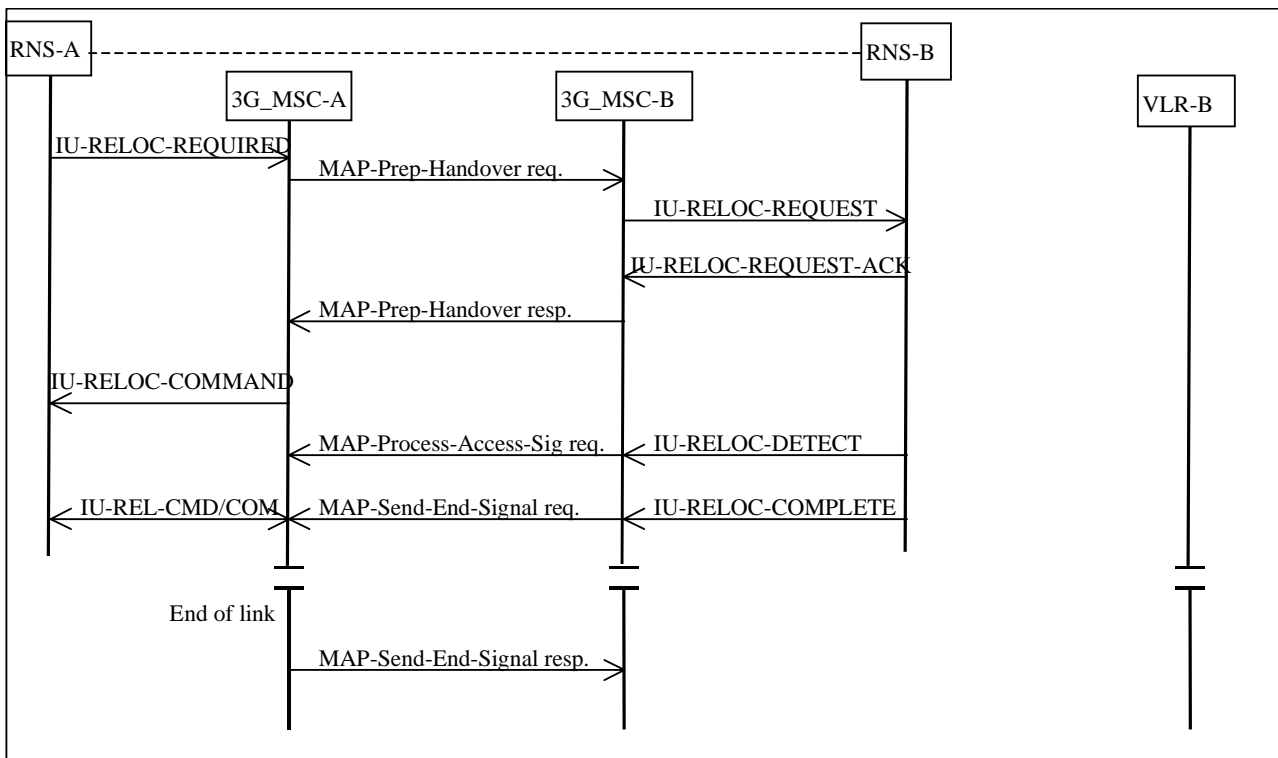 RNS-A
RNS-B
3G_MSC-A
3G_MSC-B
VLR-B
IU-RELOC-REQUIRED
MAP-Prep-Handover req.
IU-RELOC-REQUEST
IU-RELOC-REQUEST-ACK
MAP-Prep-Handover resp.
IU-RELOC-COMMAND
MAP-Process-Access-Sig req.
IU-RELOC-DETECT
IU-REL-CMD/COM
MAP-Send-End-Signal req.
IU-RELOC-COMPLETE
End of link
MAP-Send-End-Signal resp.